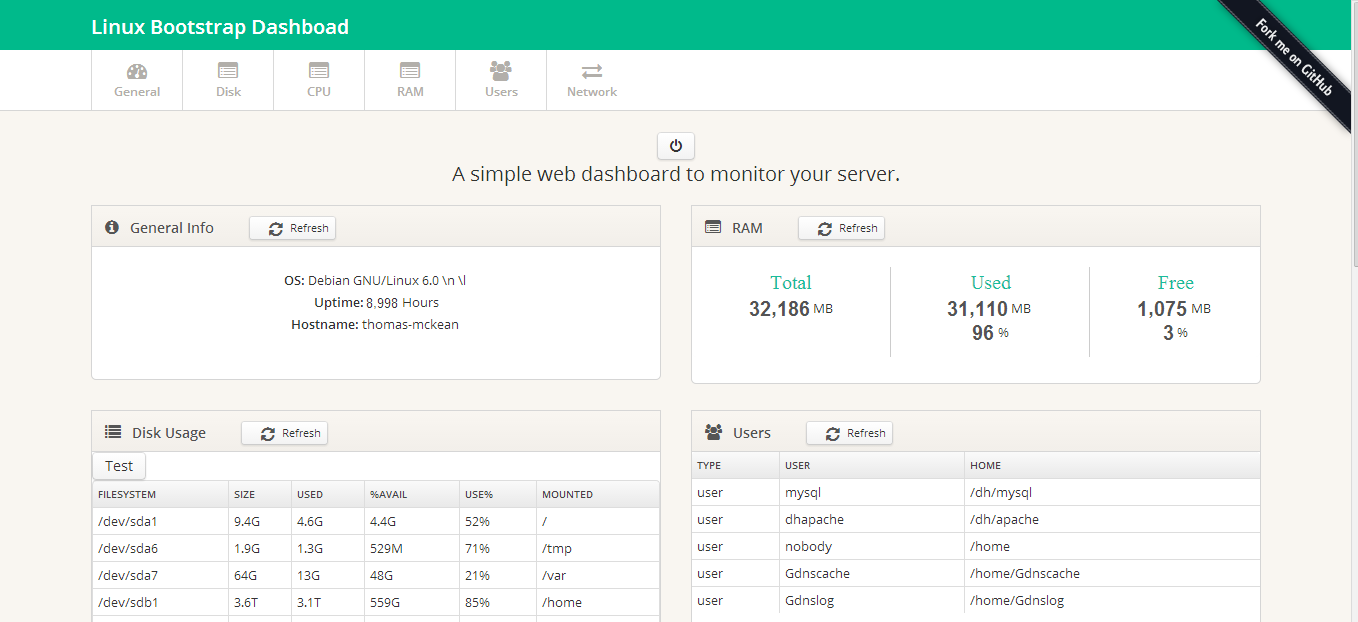 Linux Bootstrap Dashboad
Fork me on GitHub
General Disk CPU RAM Users Network
A simple web dashboard to monitor your server.
General Info Refresh
OS: Debian GNU/Linux 6.0 \n \l
Uptime: 8,998 Hours
Hostname: thomas-mckean
RAM Refresh
Total Used Free
32,186 MB 31,110 MB 1,075 MB
96 % 3 %
Disk Usage Refresh
Test
FILESYSTEM SIZE USED %AVAIL USE% MOUNTED
/dev/sda1 9.4G 4.6G 4.4G 52% /
/dev/sda6 1.9G 1.3G 529M 71% /tmp
/dev/sda7 64G 13G 48G 21% /var
/dev/sdb1 3.6T 3.1T 559G 85% /home
Users Refresh
TYPE USER HOME
user mysql /dh/mysql
user dhapache /dh/apache
user nobody /home
user Gdnscache /home/Gdnscache
user Gdnslog /home/Gdnslog